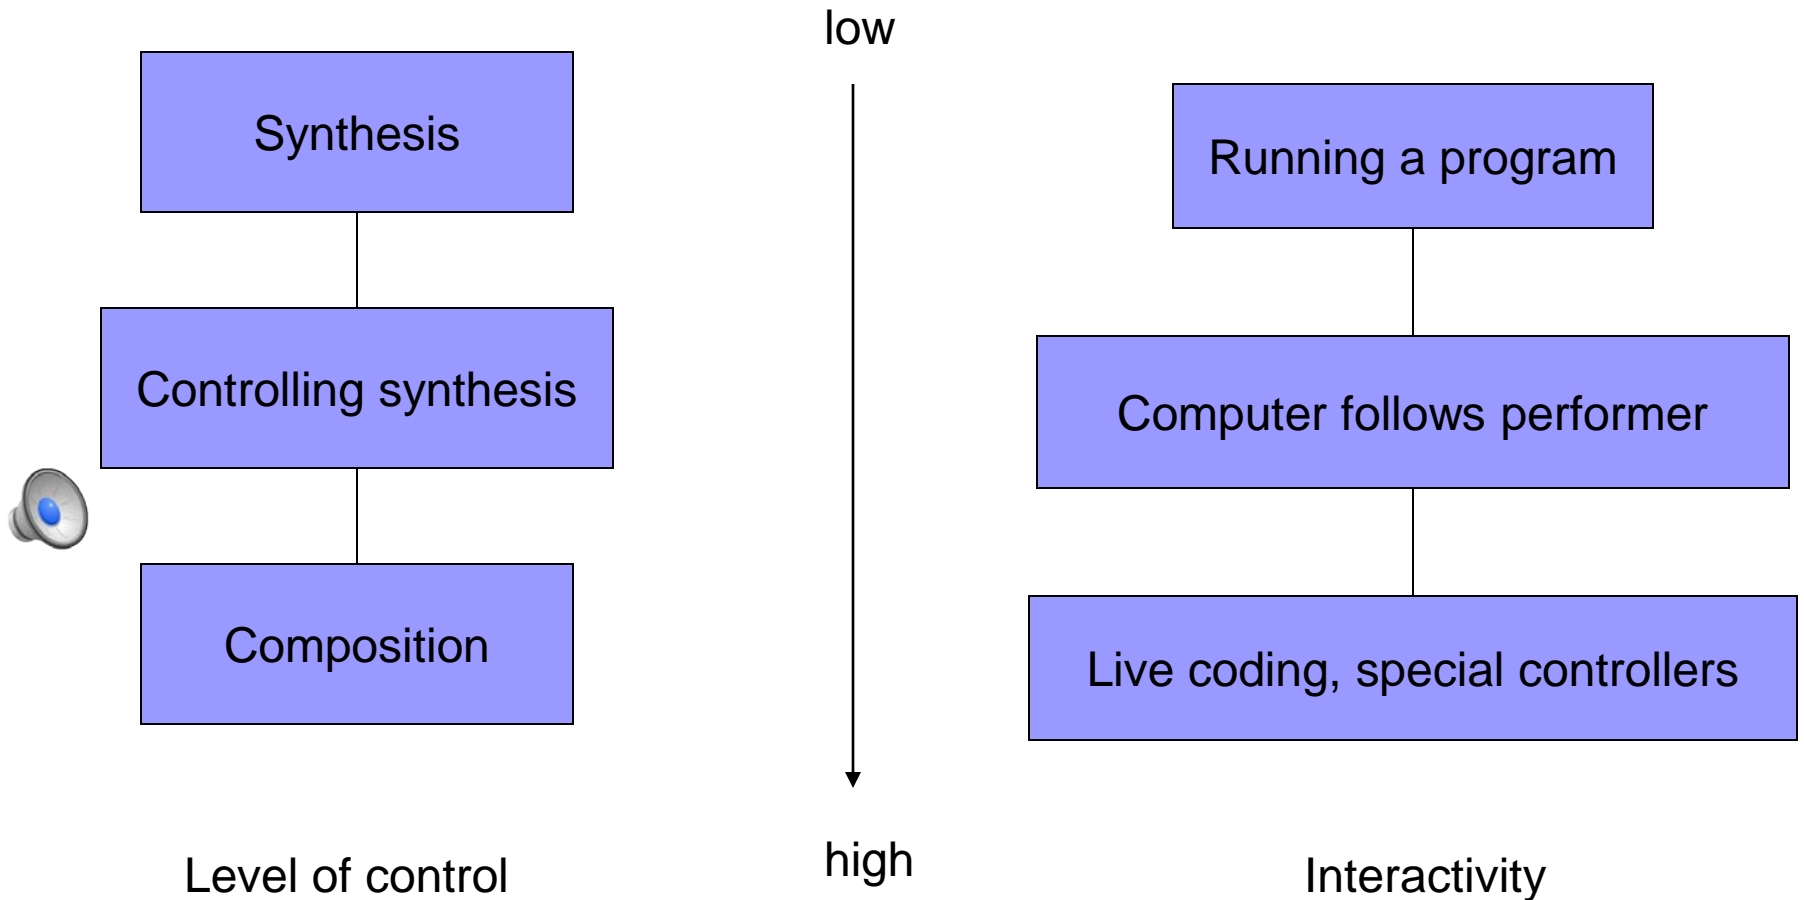 low
Synthesis
Running a program
Controlling synthesis
Computer follows performer
Composition
Live coding, special controllers
high
Level of control
Interactivity